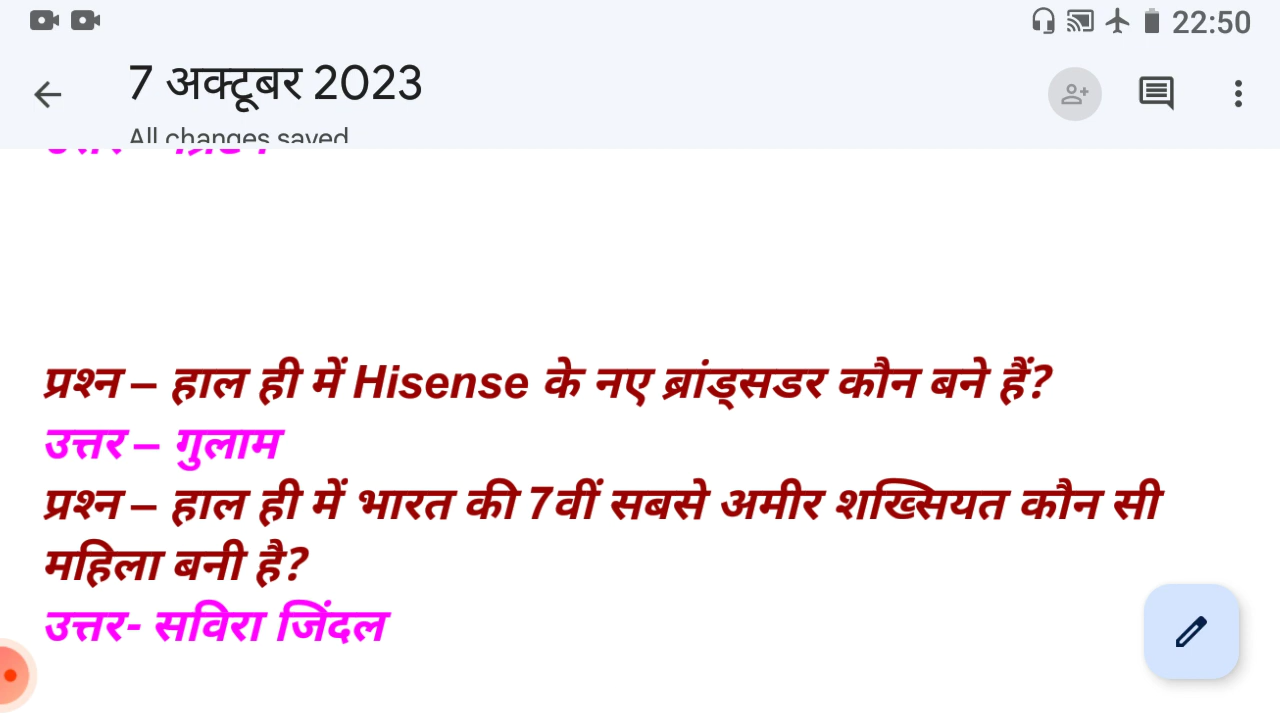 22:50
7 अक्टूबर 2023
All changes saved
प्रश्न – हाल ही में Hisense के नए ब्रांड्सडर कौन बने हैं?
उत्तर – गुलाम
प्रश्न – हाल ही में भारत की 7वीं सबसे अमीर शख्सियत कौन सी
महिला बनी है?
उत्तर- सविरा जिंदल